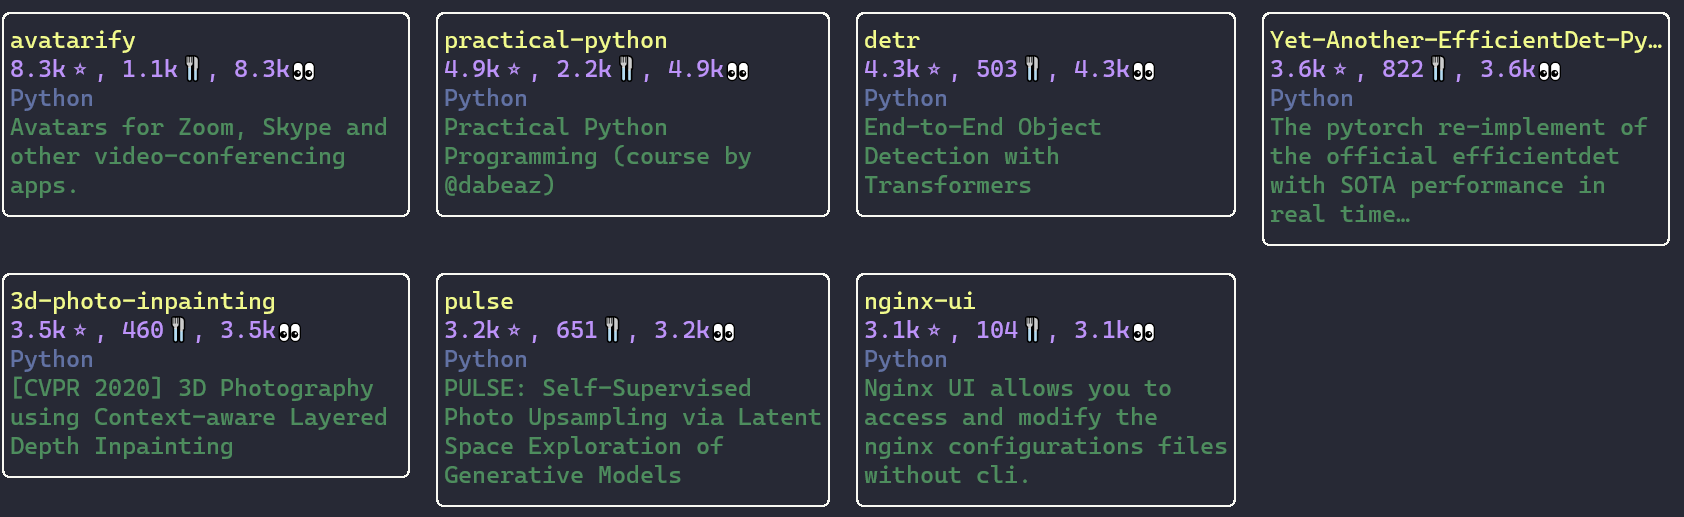 avatarify
8.3k⭐, 1.1k🍴, 8.3k👀
Python
Avatars for Zoom, Skype and
other video-conferencing
apps.
practical-python
4.9k⭐, 2.2k🍴, 4.9k👀
Python
Practical Python
Programming (course by
@dabeaz)
detr
4.3k⭐, 503🍴, 4.3k👀
Python
End-to-End Object
Detection with
Transformers
Yet-Another-EfficientDet-Py…
3.6k⭐, 822🍴, 3.6k👀
Python
The pytorch re-implement of
the official efficientdet
with SOTA performance in
real time…
3d-photo-inpainting
3.5k⭐, 460🍴, 3.5k👀
Python
[CVPR 2020] 3D Photography
using Context-aware Layered
Depth Inpainting
pulse
3.2k⭐, 651🍴, 3.2k👀
Python
PULSE: Self-Supervised
Photo Upsampling via Latent
Space Exploration of
Generative Models
nginx-ui
3.1k⭐, 104🍴, 3.1k👀
Python
Nginx UI allows you to
access and modify the
nginx configurations files
without cli.